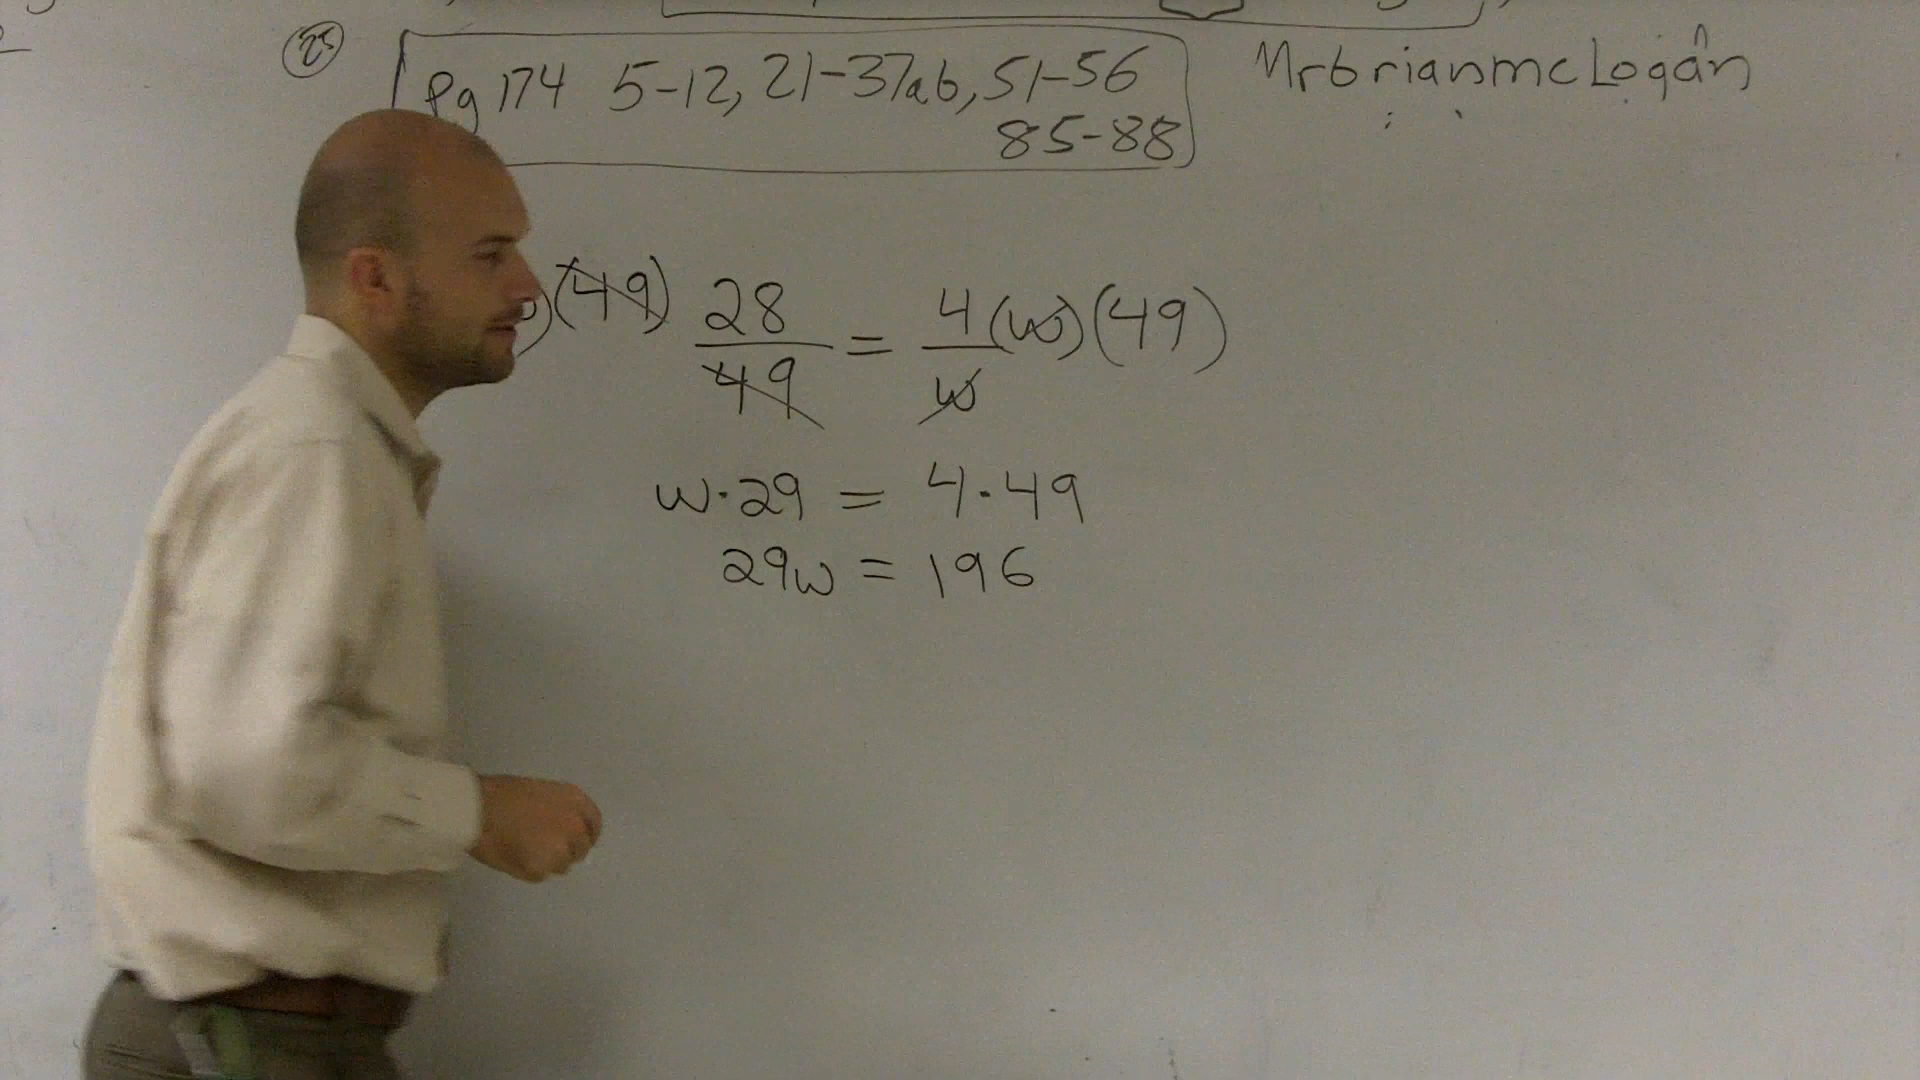 25
Pg 174 5-12, 21-37ab, 51-56
85-88
MrbrianmcLogan
)(49) 28/49 = 4/w (w)(49)
w·29 = 4·49
29w = 196